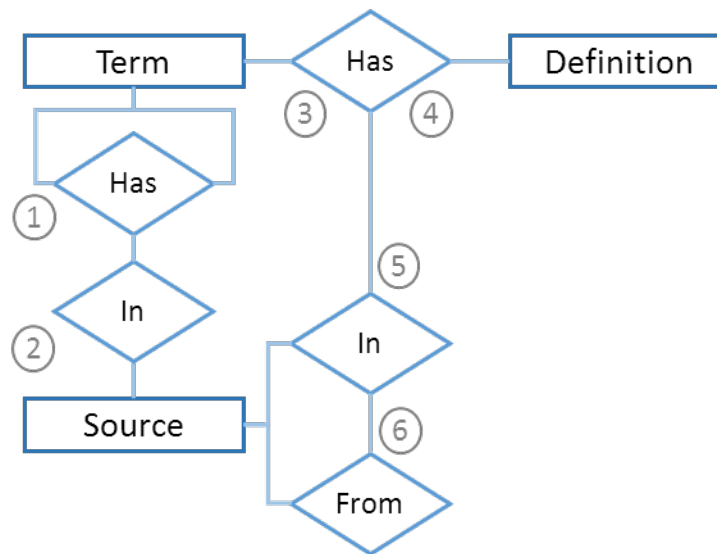 Term
Has
Definition
3
4
Has
1
5
In
2
In
Source
6
From